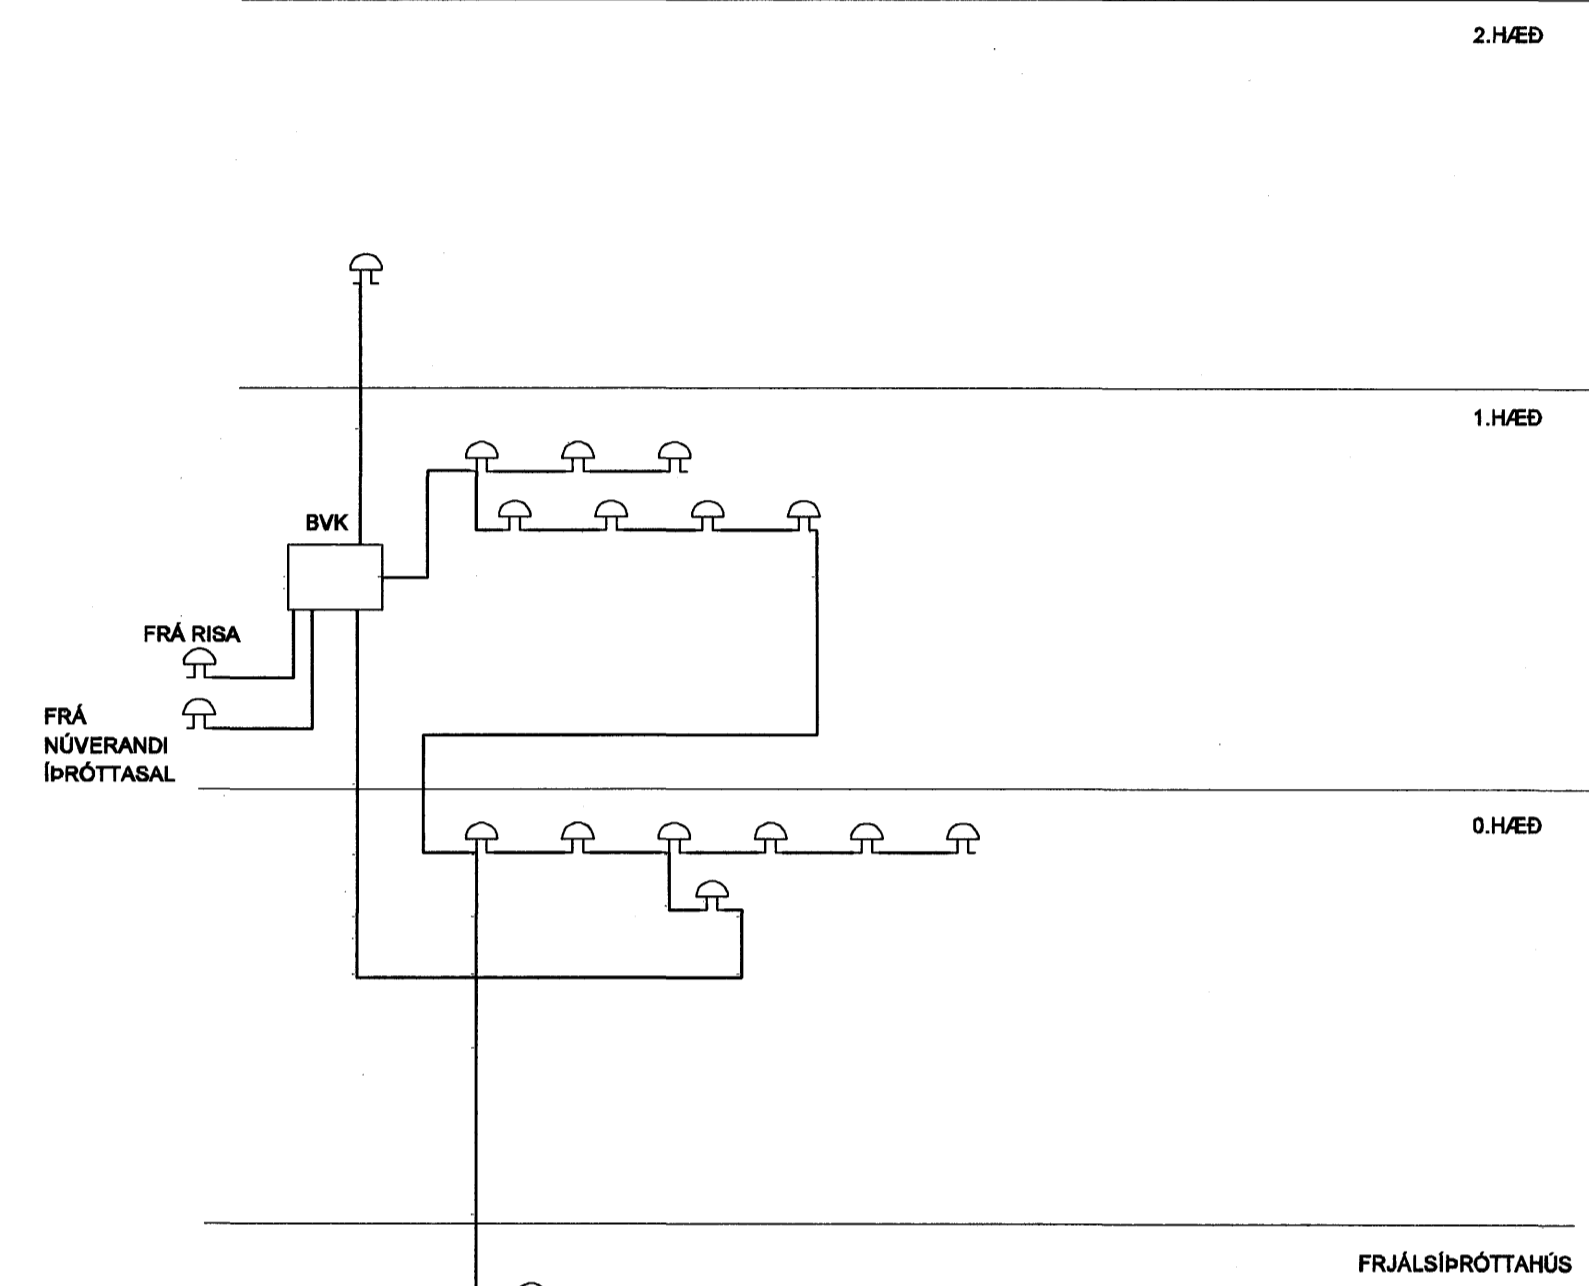 2.HÆÐ
1.HÆÐ
BVK
FRÁ RISA
FRÁ
NÚVERANDI
ÍÞRÓTTASAL
0.HÆÐ
FRJÁLSÍÞRÓTTAHÚS